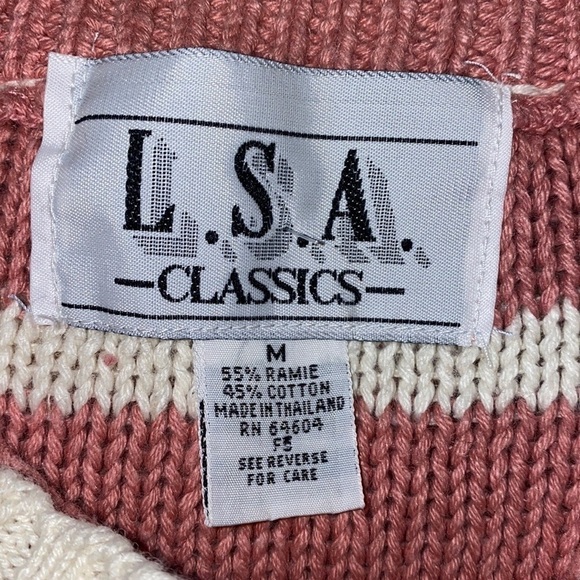 L.S.A.
CLASSICS
M
55% RAMIE
45% COTTON
MADE IN THAILAND
RN 64604
F5
SEE REVERSE
FOR CARE